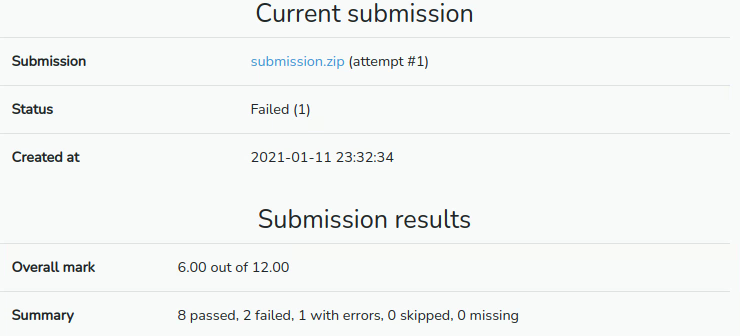 Current submission
Submission submission.zip (attempt #1)
Status Failed (1)
Created at 2021-01-11 23:32:34
Submission results
Overall mark 6.00 out of 12.00
Summary 8 passed, 2 failed, 1 with errors, 0 skipped, 0 missing